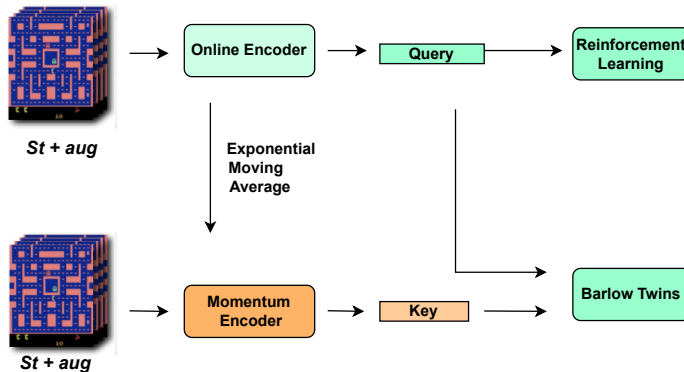 Online Encoder
Query
Reinforcement
Learning
St + aug
Exponential
Moving
Average
Momentum
Encoder
Key
Barlow Twins
St + aug